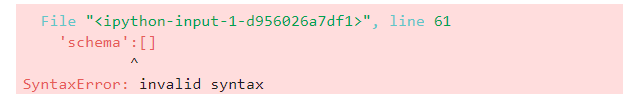 File "<ipython-input-1-d956026a7df1>", line 61
'schema':[]
^
SyntaxError: invalid syntax